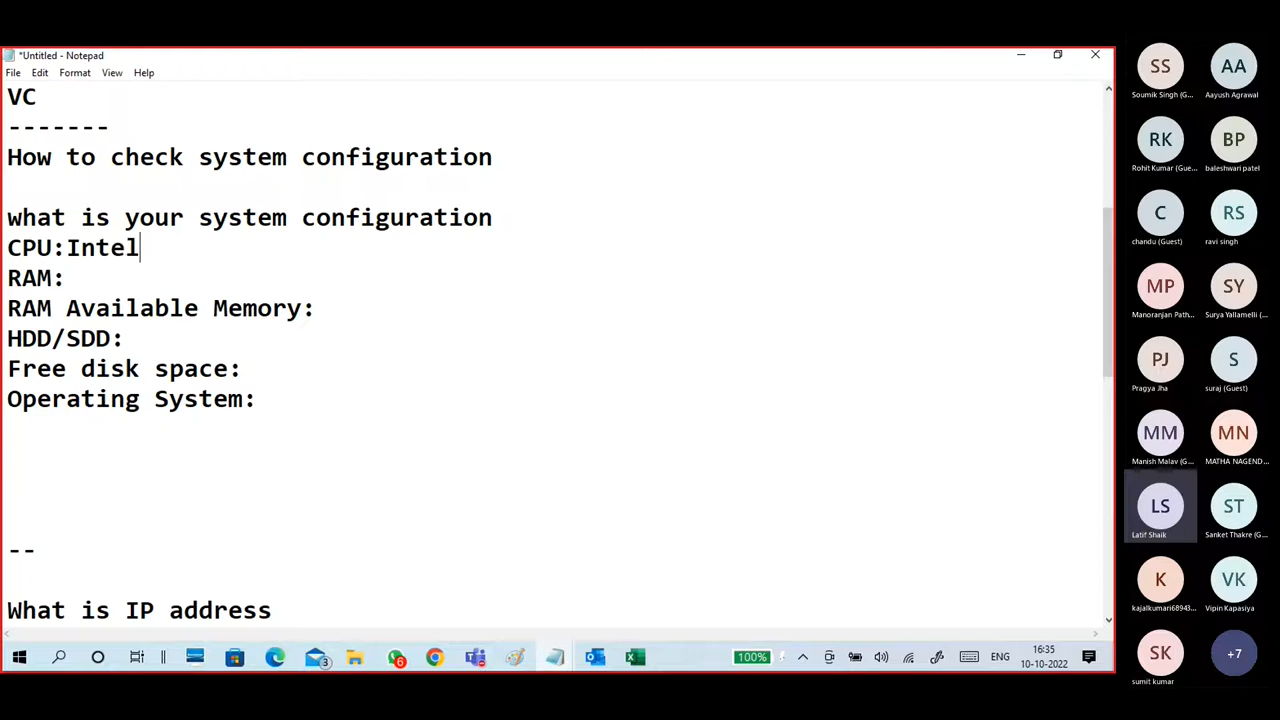 *Untitled - Notepad
File Edit Format View Help
VC
-------
How to check system configuration
what is your system configuration
CPU:Intel
RAM:
RAM Available Memory:
HDD/SDD:
Free disk space:
Operating System:
--
What is IP address
3
6
100%
ENG
16:35
10-10-2022
SS
Soumik Singh (G...
AA
Aayush Agrawal
RK
Rohit Kumar (Gue...
BP
baleshwari patel
C
chandu (Guest)
RS
ravi singh
MP
Manoranjan Path...
SY
Surya Yallamelli (...
PJ
Pragya Jha
S
suraj (Guest)
MM
Manish Malav (G...
MN
MATHA NAGEND...
LS
Latif Shaik
ST
Sanket Thakre (G...
K
kajalkumari68943...
VK
Vipin Kapasiya
SK
sumit kumar
+7